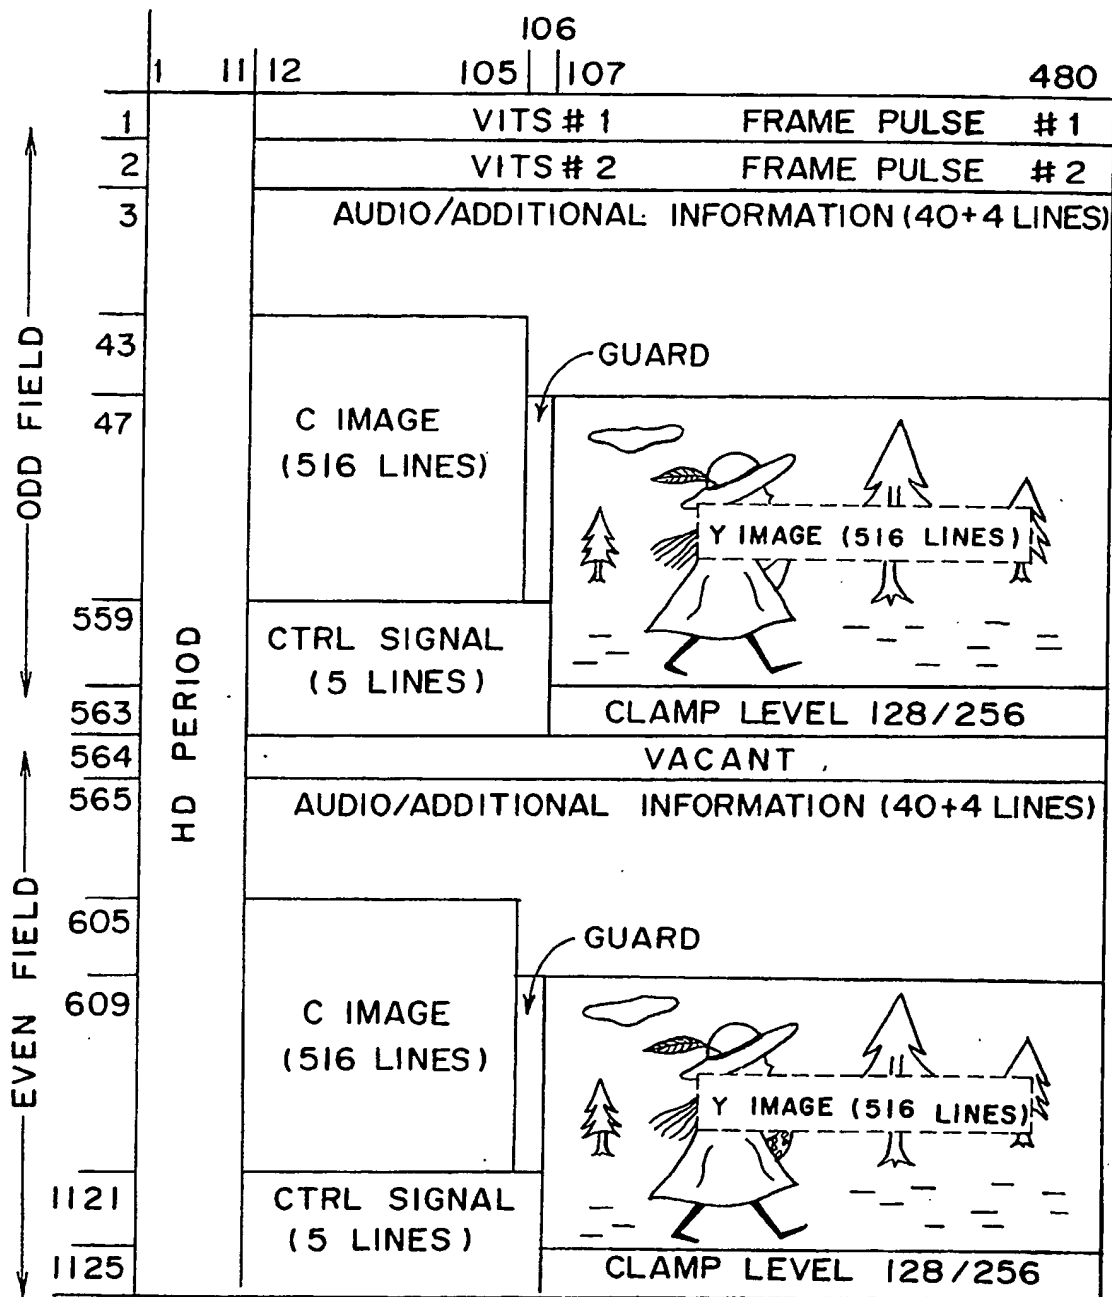 106
1 11 12 105 107 480
1 VITS # 1 FRAME PULSE # 1
2 VITS # 2 FRAME PULSE # 2
3 AUDIO/ADDITIONAL INFORMATION (40+4 LINES)
ODD FIELD
43
GUARD
47
C IMAGE
(516 LINES)
Y IMAGE (516 LINES)
559
CTRL SIGNAL
(5 LINES)
HD PERIOD
563 CLAMP LEVEL 128/256
564 VACANT
565 AUDIO/ADDITIONAL INFORMATION (40+4 LINES)
EVEN FIELD
605
GUARD
609
C IMAGE
(516 LINES)
Y IMAGE (516 LINES)
1121
CTRL SIGNAL
(5 LINES)
1125 CLAMP LEVEL 128/256